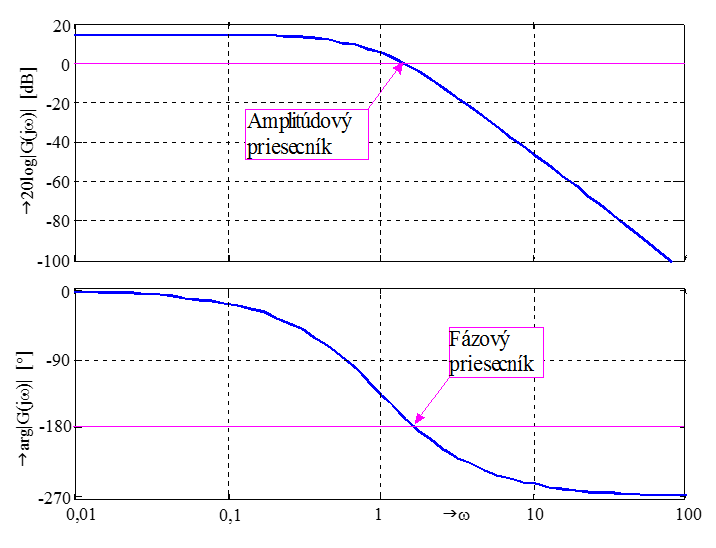 20
0
-20
-40
-60
-80
-100
→20log|G(jω)| [dB]
Amplitúdový
priesecník
0
-90
-180
-270
→arg|G(jω)| [°]
Fázový
priesecník
0,01
0,1
1
→ω
10
100